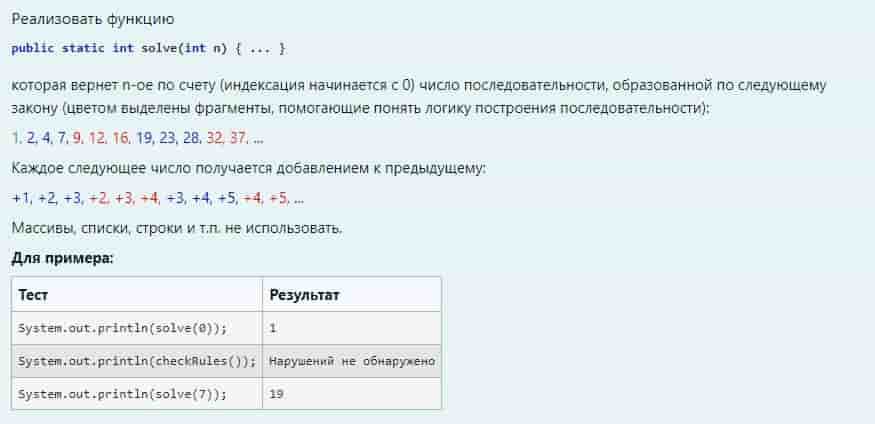 Реализовать функцию
public static int solve(int n) { ... }
которая вернет n-ое по счету (индексация начинается с 0) число последовательности, образованной по следующему
закону (цветом выделены фрагменты, помогающие понять логику построения последовательности):
1, 2, 4, 7, 9, 12, 16, 19, 23, 28, 32, 37, ...
Каждое следующее число получается добавлением к предыдущему:
+1, +2, +3, +2, +3, +4, +3, +4, +5, +4, +5, ...
Массивы, списки, строки и т.п. не использовать.
Для примера:
Тест Результат
System.out.println(solve(0)); 1
System.out.println(checkRules()); Нарушений не обнаружено
System.out.println(solve(7)); 19